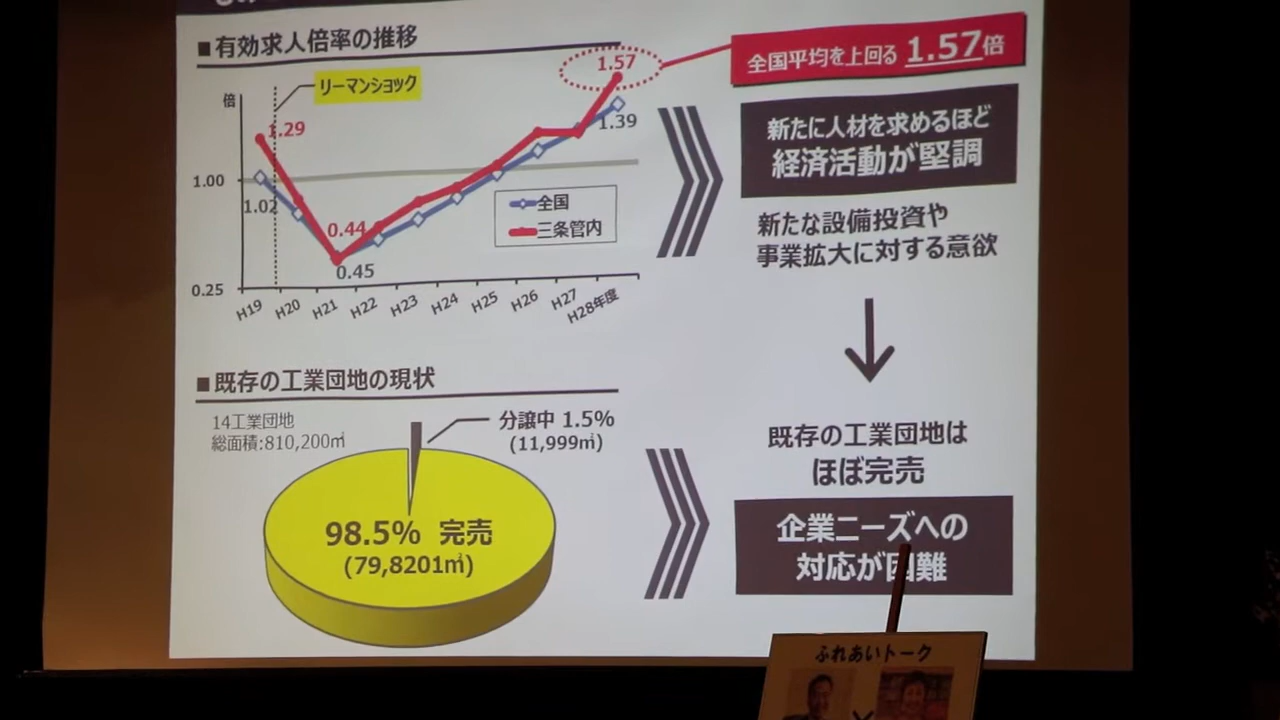 ■有効求人倍率の推移
リーマンショック
倍
1.29
1.57
1.39
1.00
1.02
0.44
0.45
0.25
全国
三条管内
H19 H20 H21 H22 H23 H24 H25 H26 H27 H28年度
全国平均を上回る 1.57倍
新たに人材を求めるほど
経済活動が堅調
新たな設備投資や
事業拡大に対する意欲
■既存の工業団地の現状
14工業団地
総面積:810,200㎡
分譲中 1.5%
(11,999㎡)
98.5% 完売
(79,8201㎡)
既存の工業団地は
ほぼ完売
企業ニーズへの
対応が困難
ふれあいトーク
×